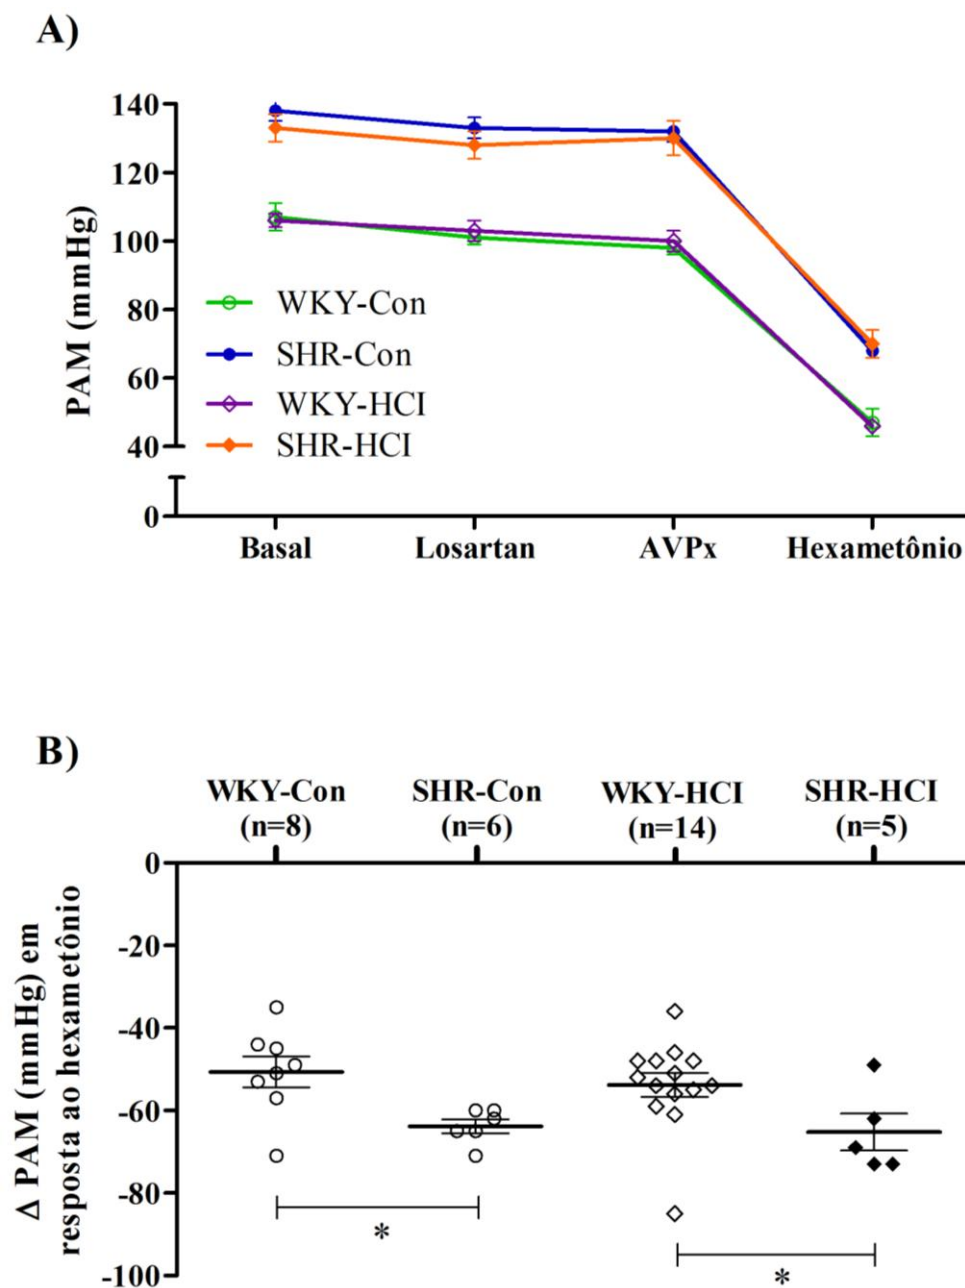 A)
PAM (mmHg)
140
120
100
80
60
40
0
WKY-Con
SHR-Con
WKY-HCI
SHR-HCI
Basal
Losartan
AVPx
Hexametônio
B)
WKY-Con
(n=8)
SHR-Con
(n=6)
WKY-HCI
(n=14)
SHR-HCI
(n=5)
Δ PAM (mmHg) em
resposta ao hexametônio
0
-20
-40
-60
-80
-100
*
*